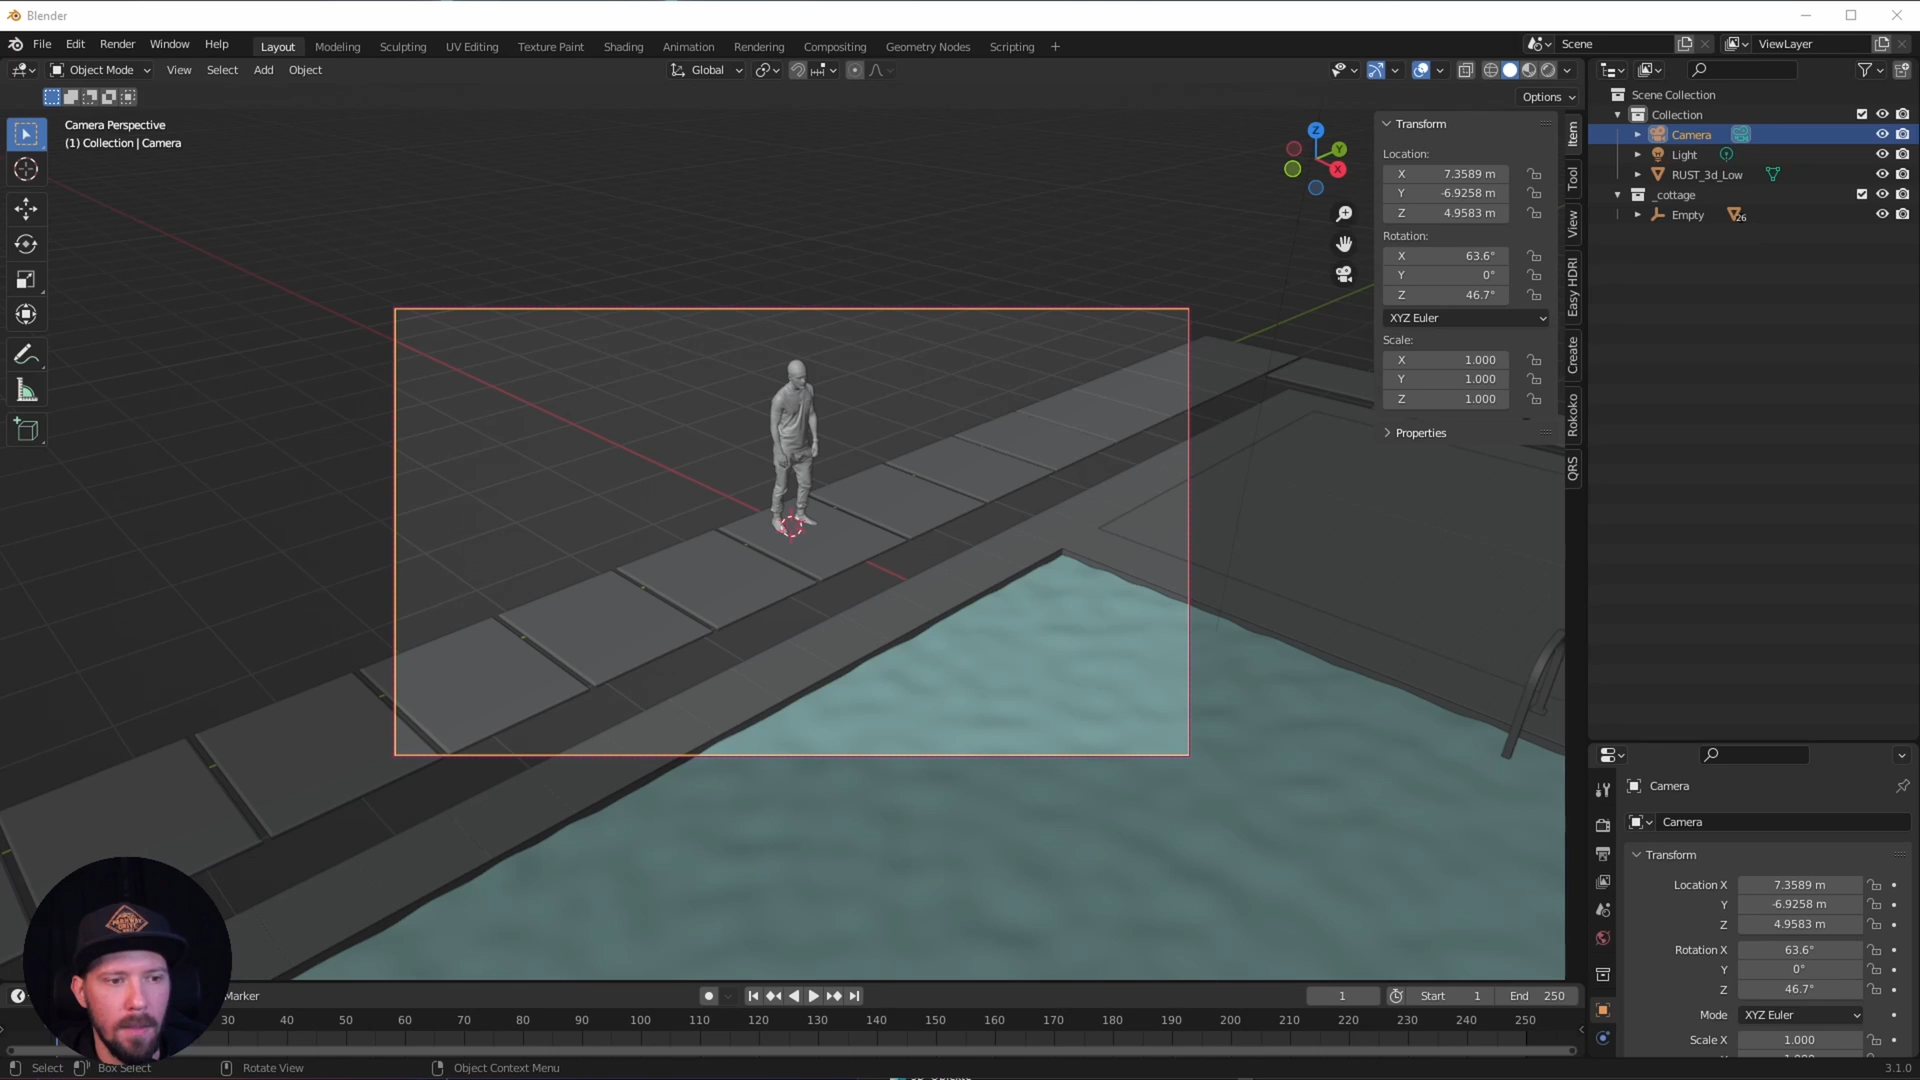 Blender
File Edit Render Window Help
Layout Modeling Sculpting UV Editing Texture Paint Shading Animation Rendering Compositing Geometry Nodes Scripting +
Scene
ViewLayer
Object Mode View Select Add Object
Global
Options
Camera Perspective
(1) Collection | Camera
Z
Y
X
Transform
Location:
X 7.3589 m
Y -6.9258 m
Z 4.9583 m
Rotation:
X 63.6°
Y 0°
Z 46.7°
XYZ Euler
Scale:
X 1.000
Y 1.000
Z 1.000
Properties
Item
Tool
View
Easy HDRI
Create
Rokoko
QRS
Scene Collection
Collection
Camera
Light
RUST_3d_Low
_cottage
Empty 26
Camera
Camera
Transform
Location X 7.3589 m
Y -6.9258 m
Z 4.9583 m
Rotation X 63.6°
Y 0°
Z 46.7°
Mode XYZ Euler
Scale X 1.000
Marker
1 Start 1 End 250
30 40 50 60 70 80 90 100 110 120 130 140 150 160 170 180 190 200 210 220 230 240 250
Select Box Select Rotate View Object Context Menu
3.1.0